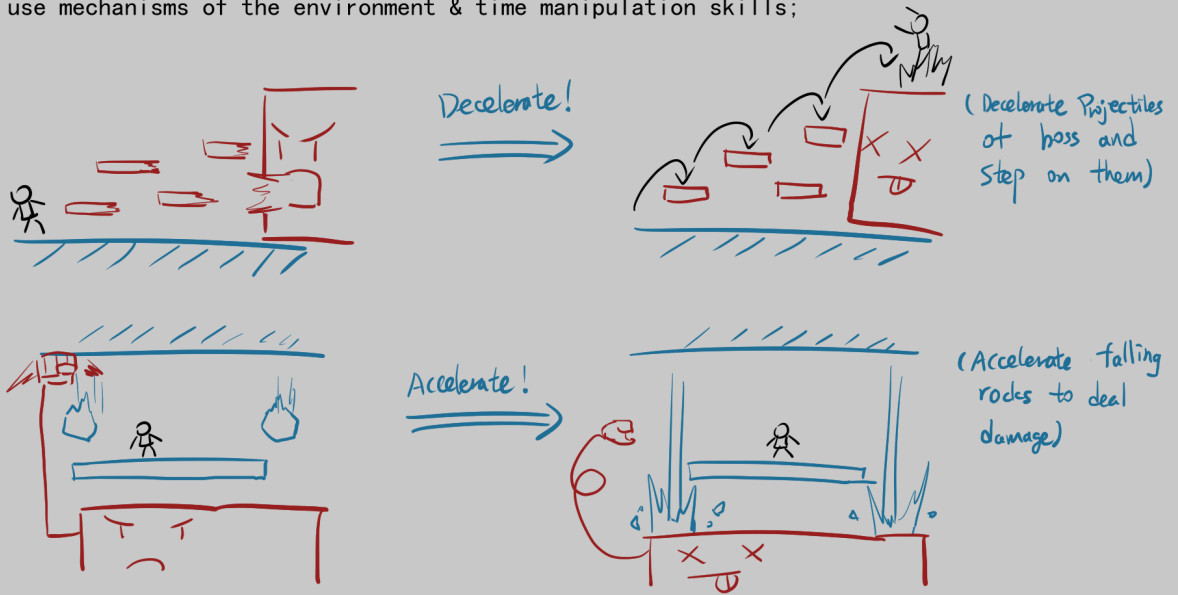 use mechanisms of the environment & time manipulation skills;
Decelerate!
(Decelerate Projectiles
of boss and
Step on them)
Accelerate!
(Accelerate falling
rocks to deal
damage)